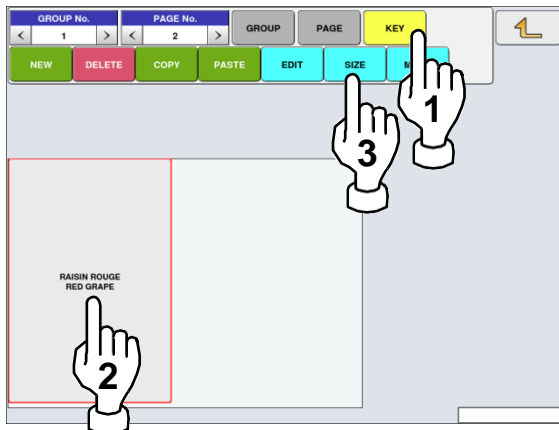 GROUP No.
< 1 >
PAGE No.
< 2 >
GROUP
PAGE
KEY
NEW
DELETE
COPY
PASTE
EDIT
SIZE
1
3
RAISIN ROUGE
RED GRAPE
2